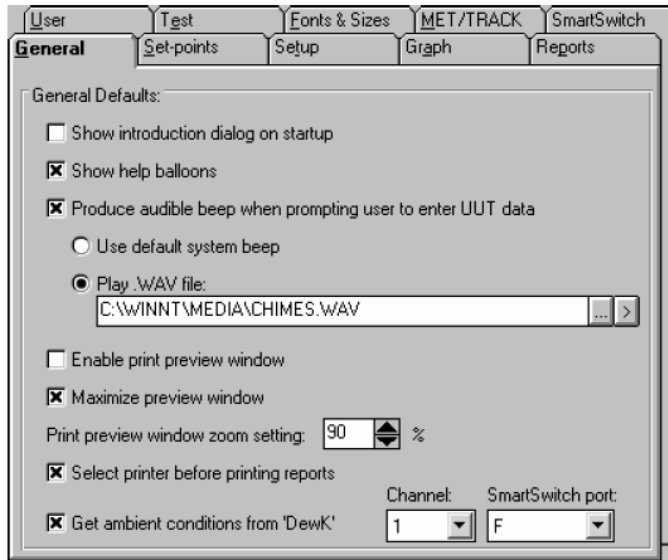 User Test Fonts & Sizes MET/TRACK SmartSwitch
General Set-points Setup Graph Reports
General Defaults:
Show introduction dialog on startup
Show help balloons
Produce audible beep when prompting user to enter UUT data
Use default system beep
Play .WAV file:
C:\WINNT\MEDIA\CHIMES.WAV ... >
Enable print preview window
Maximize preview window
Print preview window zoom setting: 90 %
Select printer before printing reports
Channel: SmartSwitch port:
Get ambient conditions from 'DewK' 1 F